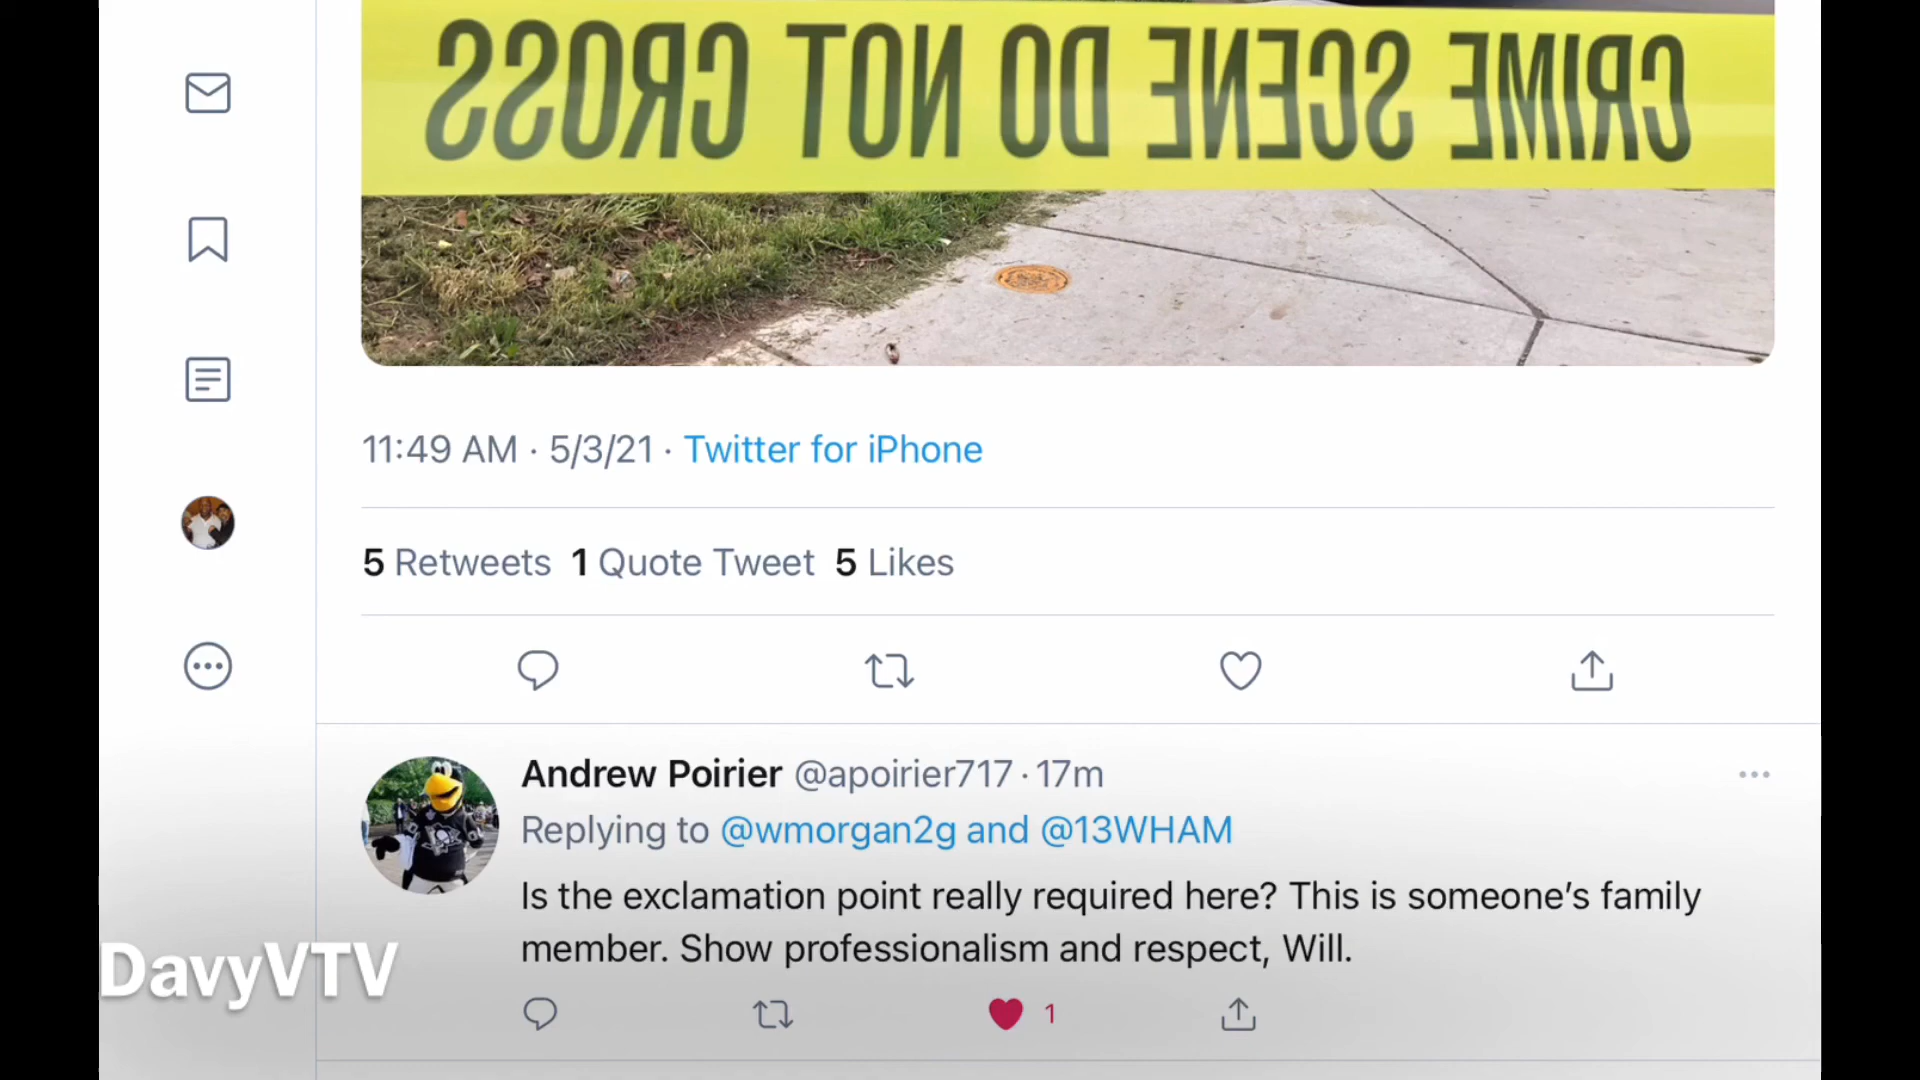 CRIME SCENE DO NOT CROSS
11:49 AM · 5/3/21 · Twitter for iPhone
5 Retweets 1 Quote Tweet 5 Likes
Andrew Poirier @apoirier717 · 17m
Replying to @wmorgan2g and @13WHAM
Is the exclamation point really required here? This is someone’s family
member. Show professionalism and respect, Will.
1
DavyVTV